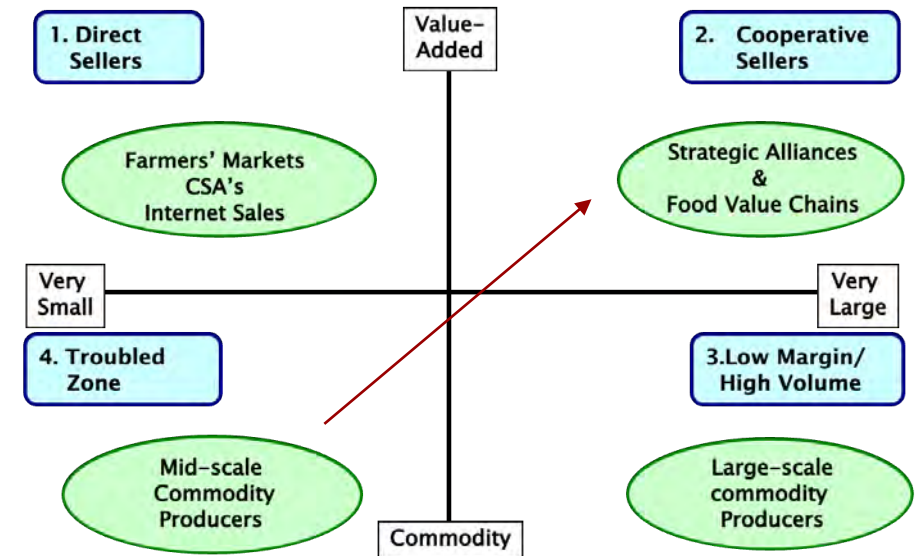 1. Direct
Sellers
Value-
Added
2. Cooperative
Sellers
Farmers' Markets
CSA's
Internet Sales
Strategic Alliances
&
Food Value Chains
Very
Small
Very
Large
4. Troubled
Zone
3.Low Margin/
High Volume
Mid-scale
Commodity
Producers
Large-scale
commodity
Producers
Commodity